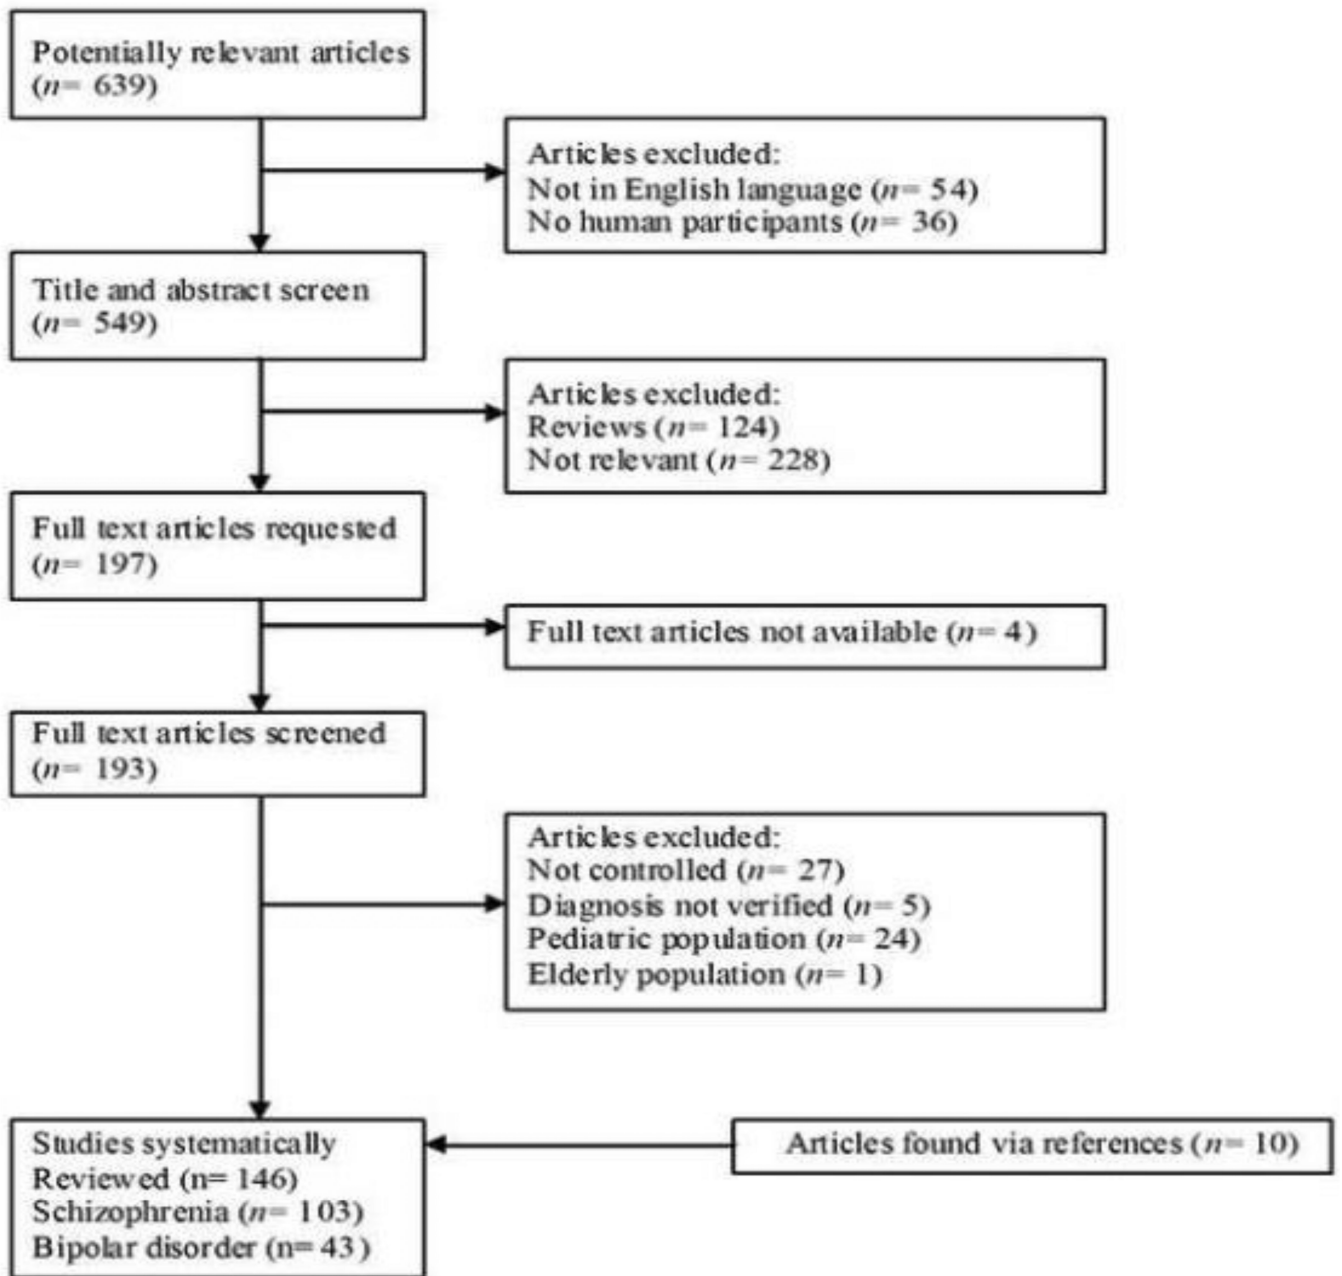 Potentially relevant articles
(n= 639)
Articles excluded:
Not in English language (n= 54)
No human participants (n= 36)
Title and abstract screen
(n= 549)
Articles excluded:
Reviews (n= 124)
Not relevant (n= 228)
Full text articles requested
(n= 197)
Full text articles not available (n= 4)
Full text articles screened
(n= 193)
Articles excluded:
Not controlled (n= 27)
Diagnosis not verified (n= 5)
Pediatric population (n= 24)
Elderly population (n= 1)
Studies systematically
Reviewed (n= 146)
Schizophrenia (n= 103)
Bipolar disorder (n= 43 )
Articles found via references (n= 10)